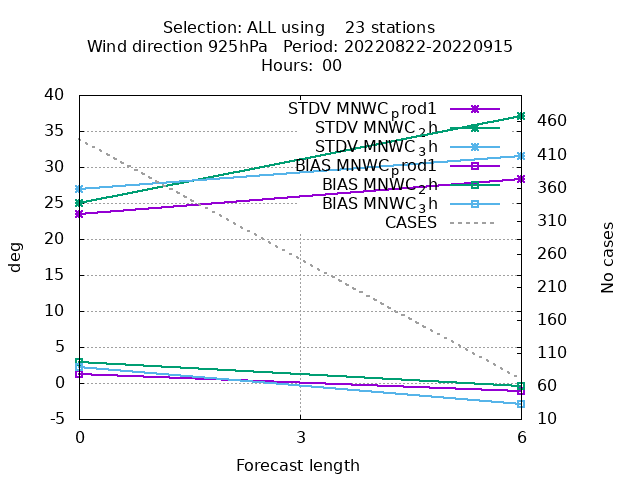 Selection: ALL using 23 stations
Wind direction 925hPa Period: 20220822-20220915
Hours: 00
STDV MNWC_prod1
STDV MNWC_2h
STDV MNWC_3h
BIAS MNWC_prod1
BIAS MNWC_2h
BIAS MNWC_3h
CASES
40
35
30
25
20
15
10
5
0
-5
deg
460
410
360
310
260
210
160
110
60
10
No cases
0 3 6
Forecast length